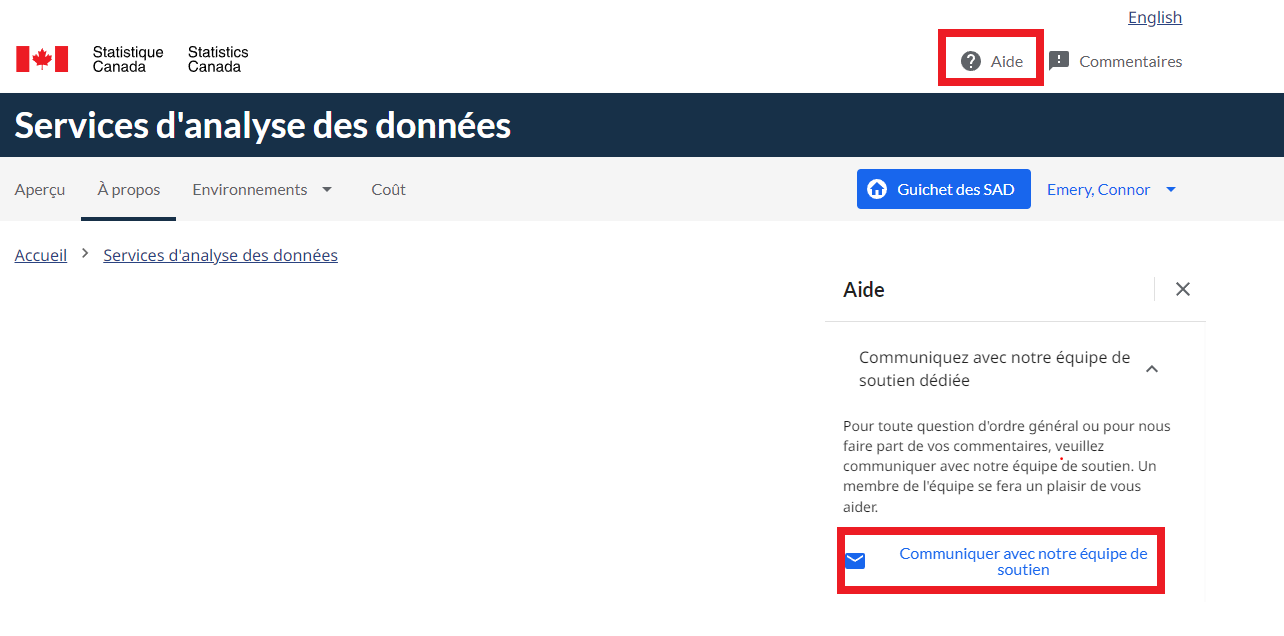 English
Statistique Canada
Statistics Canada
Aide
Commentaires
Services d'analyse des données
Aperçu
À propos
Environnements
Coût
Guichet des SAD
Emery, Connor
Accueil
Services d'analyse des données
Aide
Communiquez avec notre équipe de
soutien dédiée
Pour toute question d'ordre général ou pour nous
faire part de vos commentaires, veuillez
communiquer avec notre équipe de soutien. Un
membre de l'équipe se fera un plaisir de vous
aider.
Communiquer avec notre équipe de
soutien